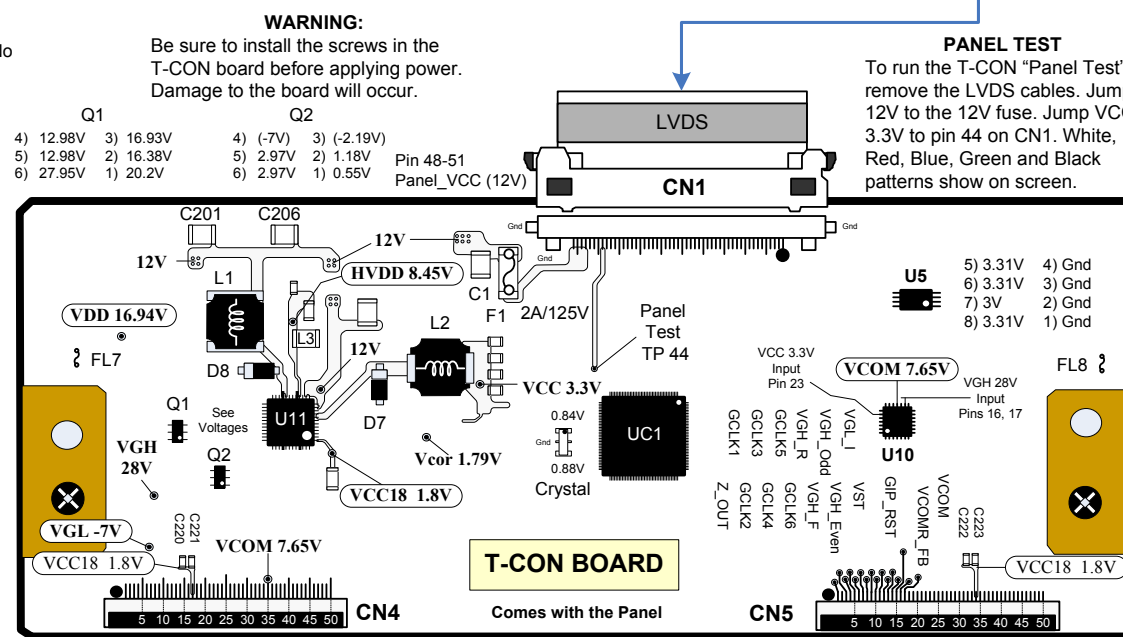 WARNING:
Be sure to install the screws in the
T-CON board before applying power.
Damage to the board will occur.
PANEL TEST
To run the T-CON "Panel Test"
remove the LVDS cables. Jump
12V to the 12V fuse. Jump VCC
3.3V to pin 44 on CN1. White,
Red, Blue, Green and Black
patterns show on screen.
Q1
4) 12.98V 3) 16.93V
5) 12.98V 2) 16.38V
6) 27.95V 1) 20.2V
Q2
4) (-7V) 3) (-2.19V)
5) 2.97V 2) 1.18V
6) 2.97V 1) 0.55V
Pin 48-51
Panel_VCC (12V)
LVDS
CN1
Gnd
Gnd
Gnd
C201
C206
12V
12V
L1
HVDD 8.45V
C1
F1
2A/125V
VDD 16.94V
L3
L2
FL7
D8
12V
D7
VCC 3.3V
Panel
Test
TP 44
U5
5) 3.31V 4) Gnd
6) 3.31V 3) Gnd
7) 3V 2) Gnd
8) 3.31V 1) Gnd
VCC 3.3V
Input
Pin 23
VCOM 7.65V
VGH 28V
Input
Pins 16, 17
FL8
U10
Q1
See
Voltages
U11
Q2
VGH
28V
Vcor 1.79V
VCC18 1.8V
0.84V
Gnd
0.88V
Crystal
UC1
GCLK1
GCLK3
GCLK5
VGH_R
VGH_Odd
VGL_I
Z_OUT
GCLK2
GCLK4
GCLK6
VGH_F
VGH_Even
VST
GIP_RST
VCOMR_FB
VCOM
C222
C223
VGL -7V
C220
C221
VCC18 1.8V
VCOM 7.65V
T-CON BOARD
Comes with the Panel
VCC18 1.8V
CN4
5 10 15 20 25 30 35 40 45 50
CN5
5 10 15 20 25 30 35 40 45 50